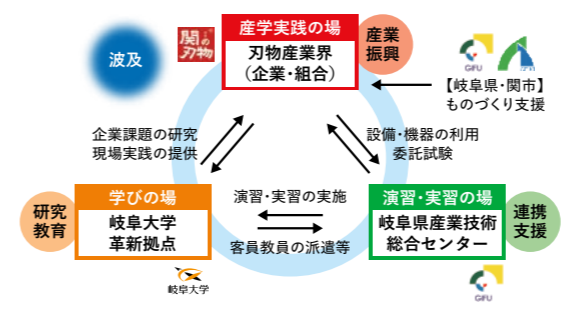 産学実践の場
刃物産業界
(企業・組合)
関の
刃物
波及
産業
振興
GIFU
【岐阜県・関市】
ものづくり支援
企業課題の研究
現場実践の提供
設備・機器の利用
委託試験
研究
教育
学びの場
岐阜大学
革新拠点
演習・実習の実施
客員教員の派遣等
演習・実習の場
岐阜県産業技術
総合センター
連携
支援
岐阜大学
GIFU